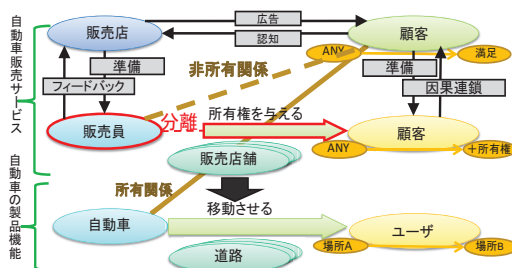 自動車販売サービス
販売店
広告
認知
顧客
ANY
満足
準備
フィードバック
非所有関係
準備
因果連鎖
販売員
分離
所有権を与える
顧客
ANY
＋所有権
販売店舗
自動車の製品機能
所有関係
移動させる
自動車
ユーザ
場所A
場所B
道路